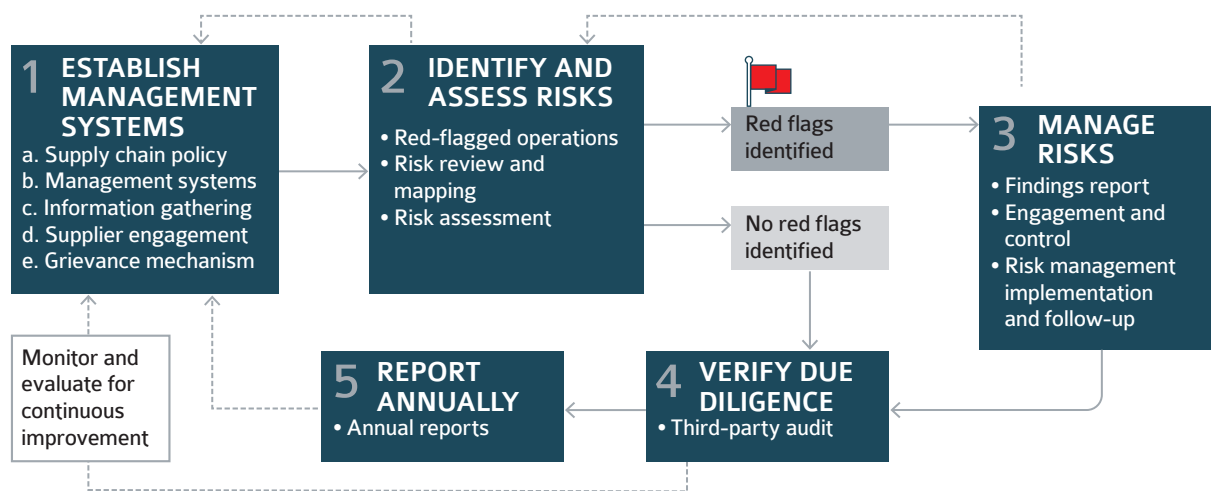 1 ESTABLISH
MANAGEMENT
SYSTEMS
a. Supply chain policy
b. Management systems
c. Information gathering
d. Supplier engagement
e. Grievance mechanism
2 IDENTIFY AND
ASSESS RISKS
• Red-flagged operations
• Risk review and
mapping
• Risk assessment
Red flags
identified
No red flags
identified
3 MANAGE
RISKS
• Findings report
• Engagement and
control
• Risk management
implementation
and follow-up
4 VERIFY DUE
DILIGENCE
• Third-party audit
5 REPORT
ANNUALLY
• Annual reports
Monitor and
evaluate for
continuous
improvement